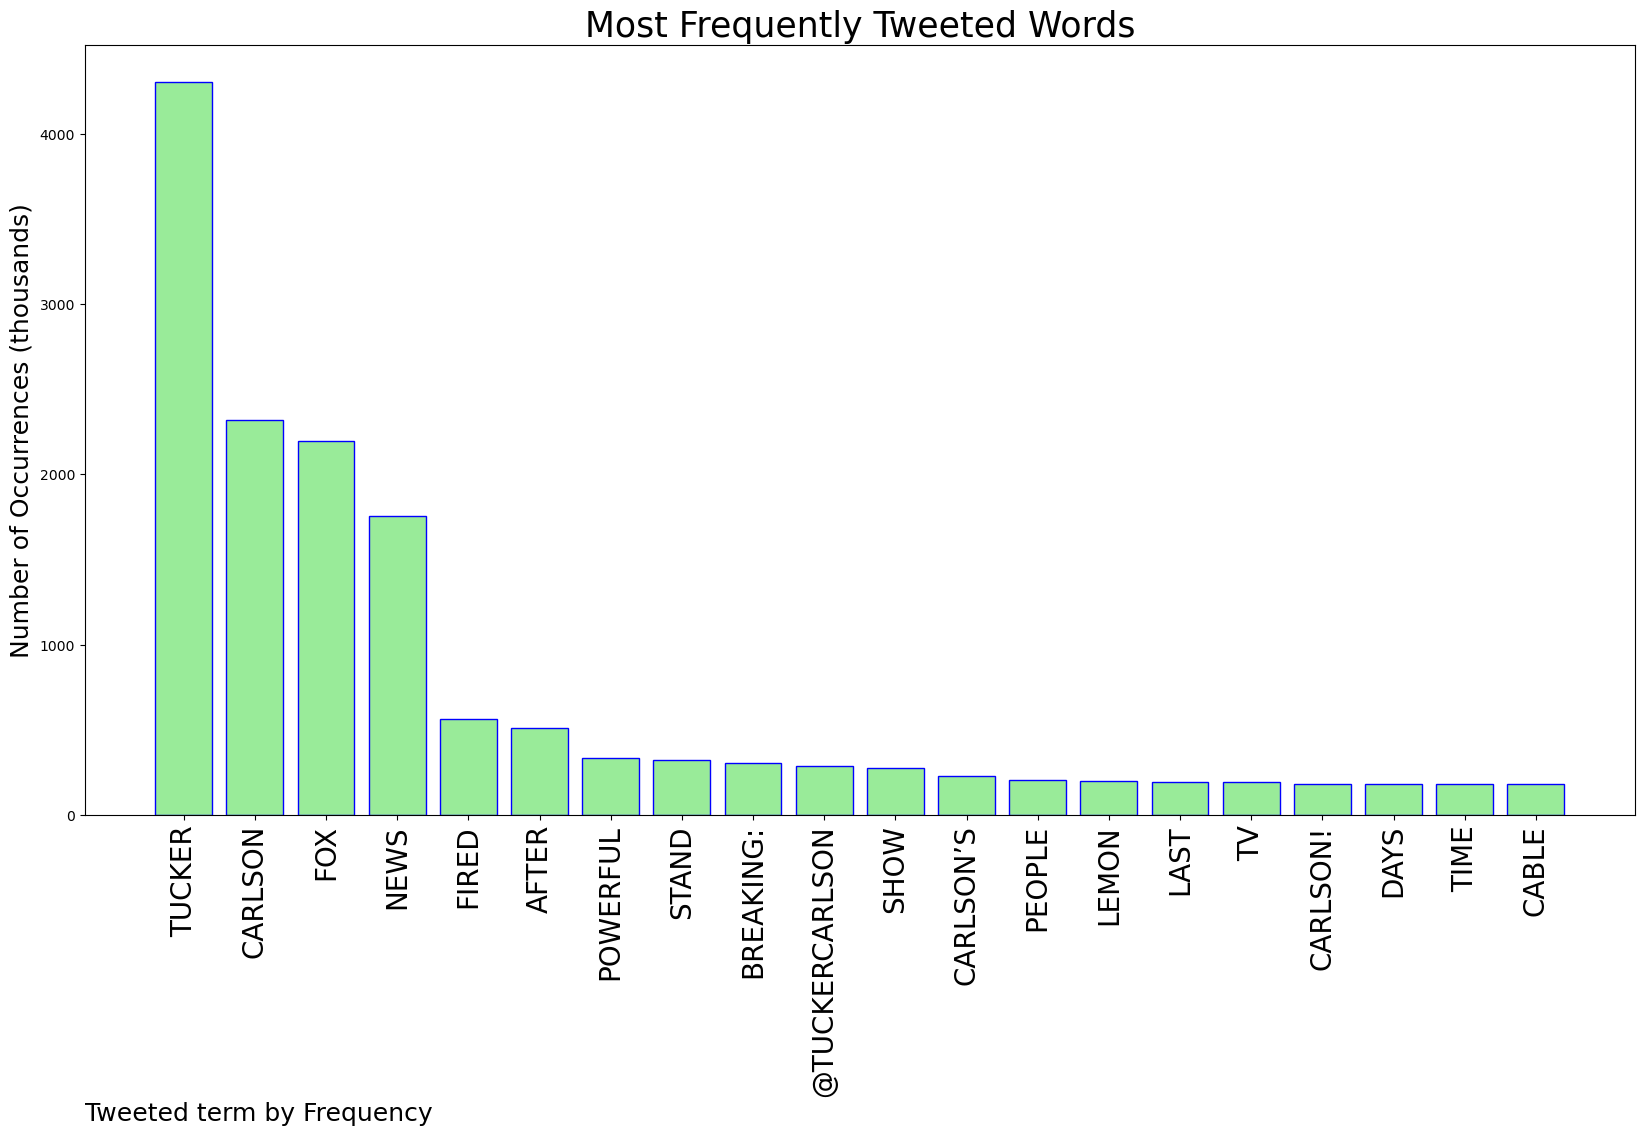 Most Frequently Tweeted Words
Number of Occurrences (thousands)
4000
3000
2000
1000
0
TUCKER
CARLSON
FOX
NEWS
FIRED
AFTER
POWERFUL
STAND
BREAKING:
@TUCKERCARLSON
SHOW
CARLSON’S
PEOPLE
LEMON
LAST
TV
CARLSON!
DAYS
TIME
CABLE
Tweeted term by Frequency